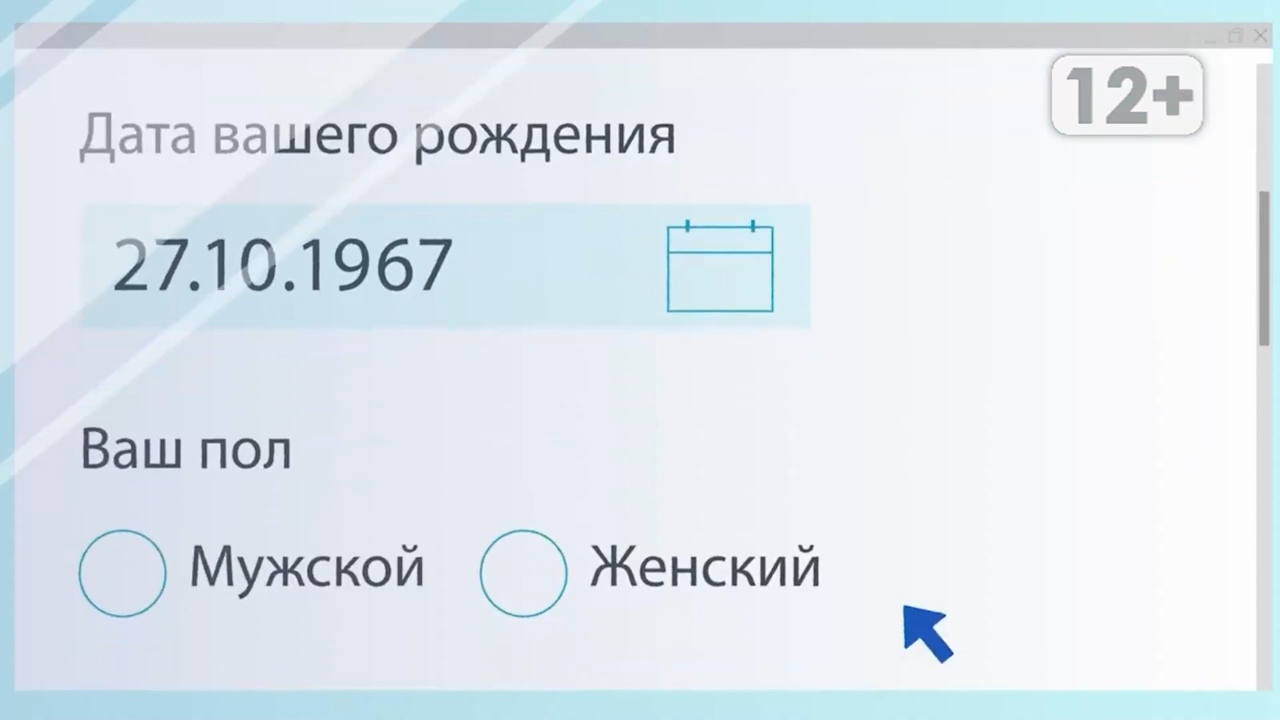 12+
Дата вашего рождения
27.10.1967
Ваш пол
Мужской Женский